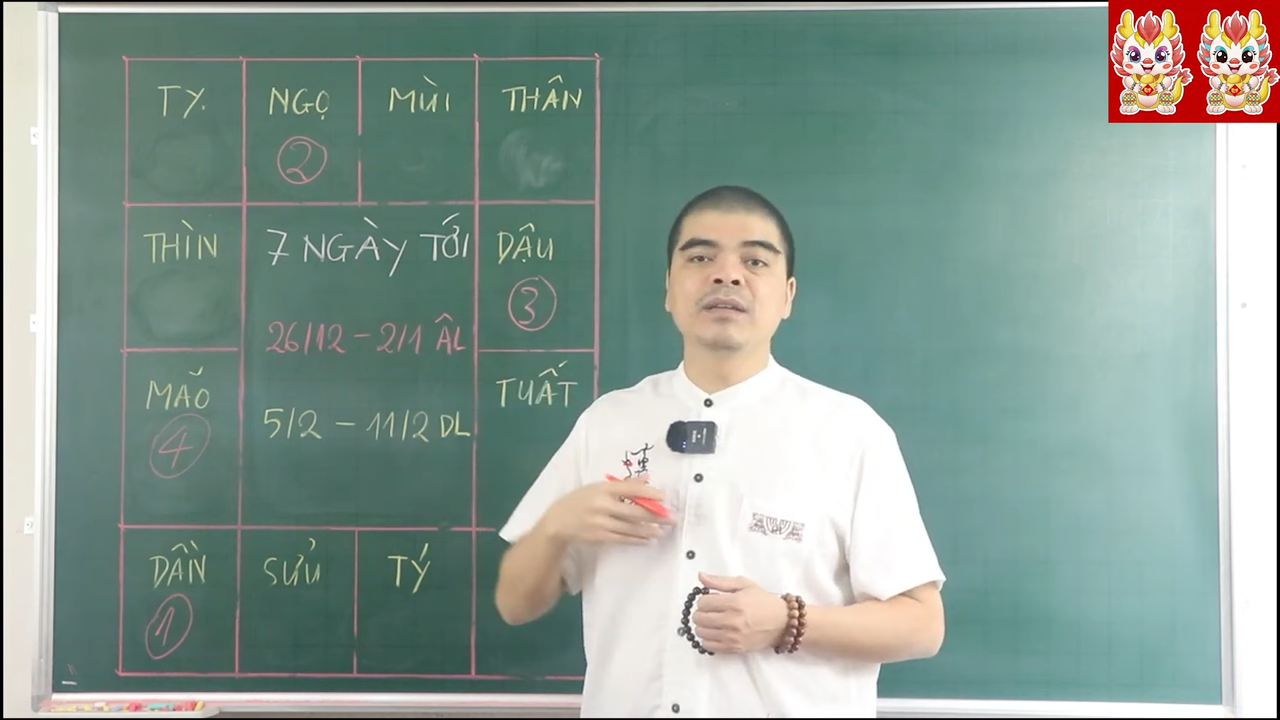 TY.
NGỌ
MÙI
THÂN
2
THÌN
7 NGÀY TỚI
DẬU
3
26/12 - 2/1 ÂL
MÃO
TUẤT
5/2 - 11/2 DL
4
DẦN
SỬU
TÝ
1